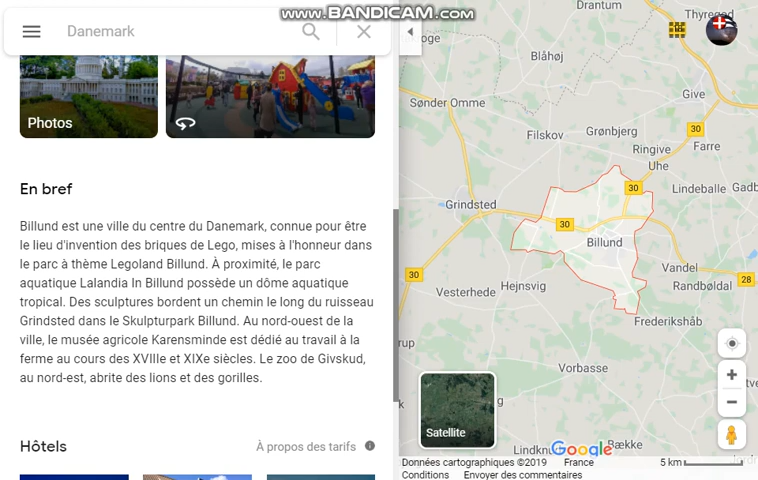 www.BANDICAM.com
Danemark
Photos
En bref
Billund est une ville du centre du Danemark, connue pour être
le lieu d'invention des briques de Lego, mises à l'honneur dans
le parc à thème Legoland Billund. À proximité, le parc
aquatique Lalandia In Billund possède un dôme aquatique
tropical. Des sculptures bordent un chemin le long du ruisseau
Grindsted dans le Skulpturpark Billund. Au nord-ouest de la
ville, le musée agricole Karensminde est dédié au travail à la
ferme au cours des XVIIIe et XIXe siècles. Le zoo de Givskud,
au nord-est, abrite des lions et des gorilles.
Hôtels
À propos des tarifs
Drantum
Thyregod
Blåhøj
Give
Sønder Omme
30
Filskov
Grønbjerg
Farre
Ringive
Uhe
30
Lindeballe
Grindsted
30
Billund
Vandel
30
Hejnsvig
Randbøldal
28
Vesterhede
Frederikshåb
Vorbasse
Satellite
Bække
Google
Données cartographiques ©2019
France
5 km
Conditions
Envoyer des commentaires